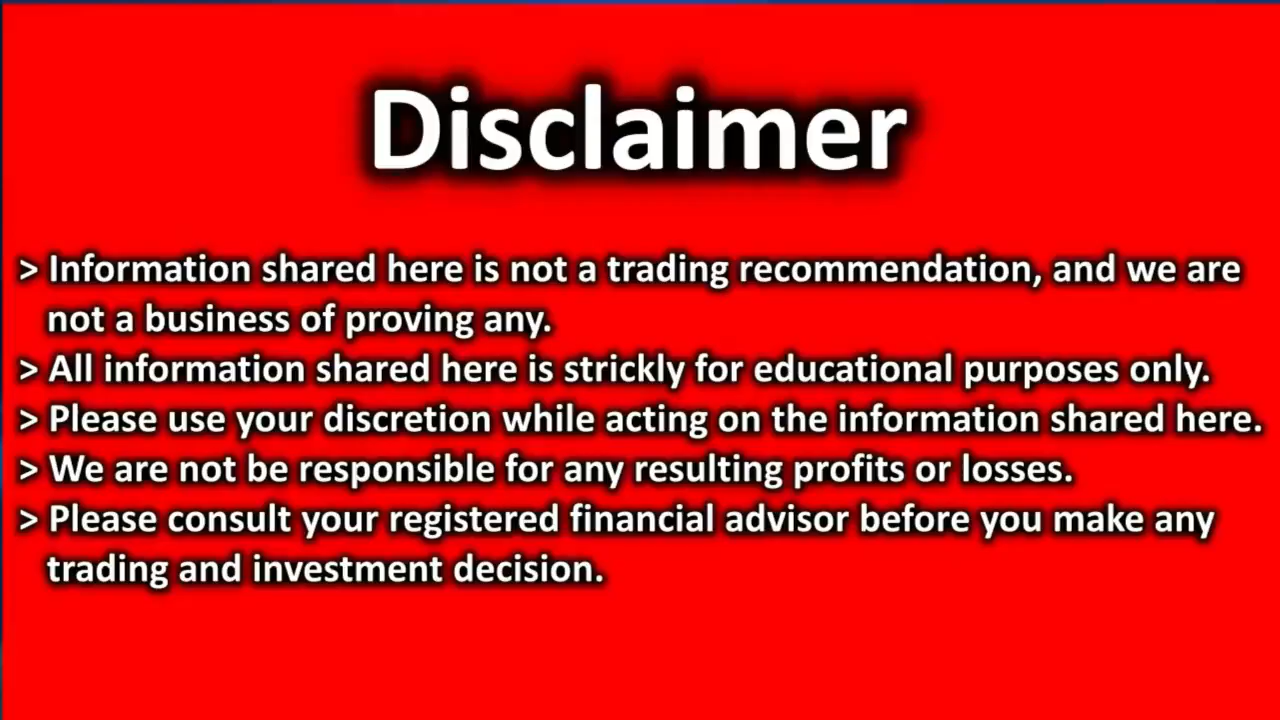 Disclaimer
> Information shared here is not a trading recommendation, and we are
not a business of proving any.
> All information shared here is strickly for educational purposes only.
> Please use your discretion while acting on the information shared here.
> We are not be responsible for any resulting profits or losses.
> Please consult your registered financial advisor before you make any
trading and investment decision.